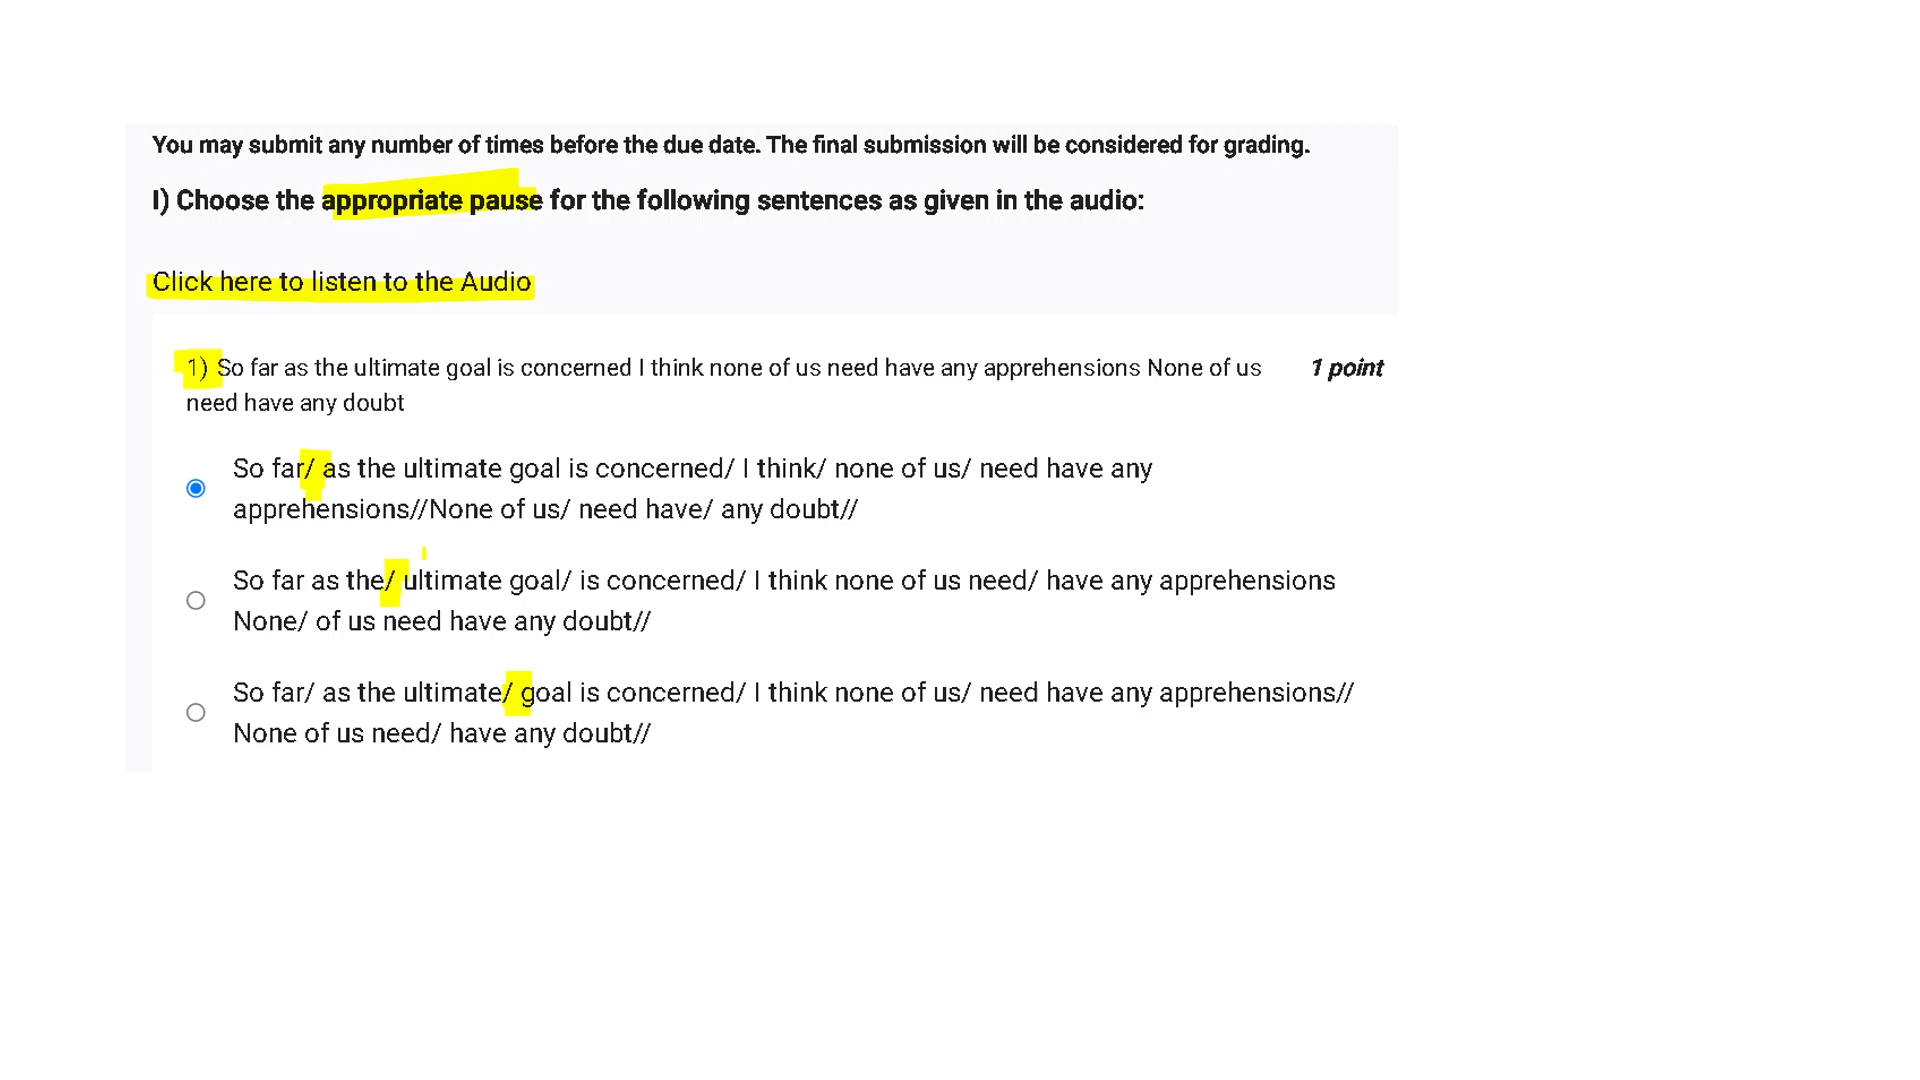 You may submit any number of times before the due date. The final submission will be considered for grading.
I) Choose the appropriate pause for the following sentences as given in the audio:
Click here to listen to the Audio
1) So far as the ultimate goal is concerned I think none of us need have any apprehensions None of us 1 point
need have any doubt
So far/ as the ultimate goal is concerned/ I think/ none of us/ need have any
apprehensions//None of us/ need have/ any doubt//
So far as the/ ultimate goal/ is concerned/ I think none of us need/ have any apprehensions
None/ of us need have any doubt//
So far/ as the ultimate/ goal is concerned/ I think none of us/ need have any apprehensions//
None of us need/ have any doubt//